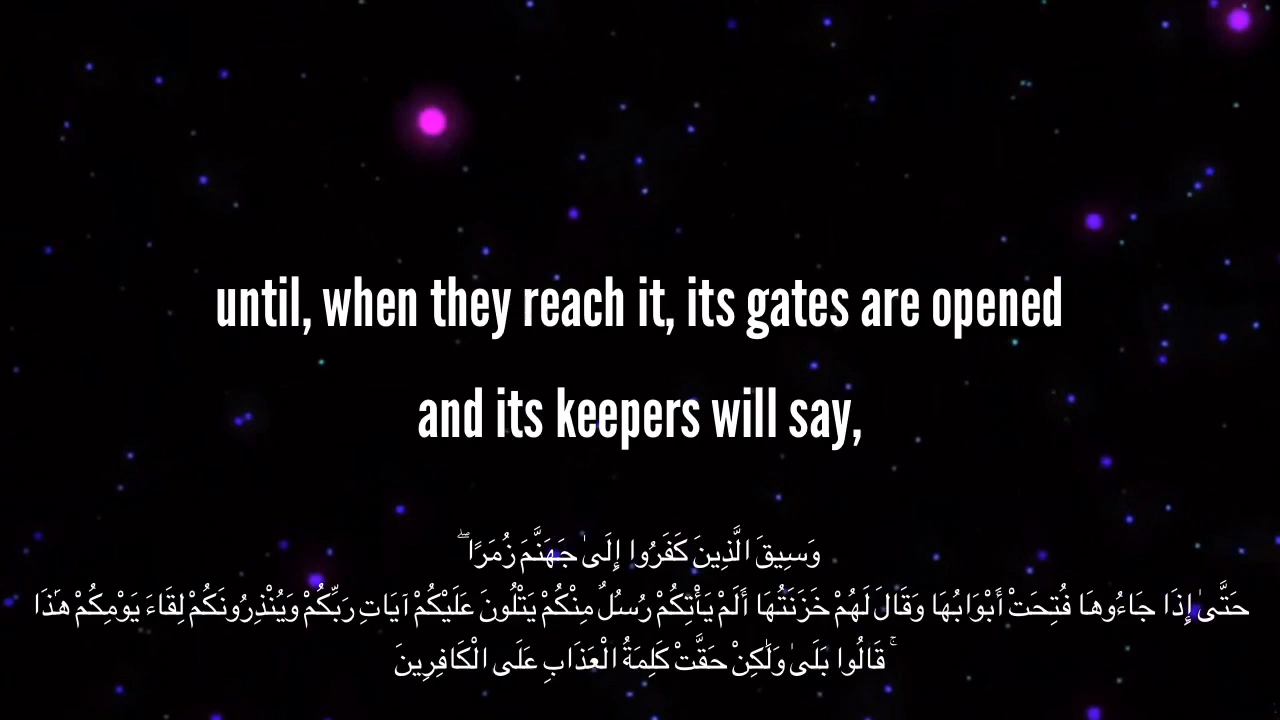 until, when they reach it, its gates are opened
and its keepers will say,
وَسِيقَ الَّذِينَ كَفَرُوا إِلَىٰ جَهَنَّمَ زُمَرًا ۖ
حَتَّىٰ إِذَا جَاءُوهَا فُتِحَتْ أَبْوَابُهَا وَقَالَ لَهُمْ خَزَنَتُهَا أَلَمْ يَأْتِكُمْ رُسُلٌ مِنْكُمْ يَتْلُونَ عَلَيْكُمْ آيَاتِ رَبِّكُمْ وَيُنْذِرُونَكُمْ لِقَاءَ يَوْمِكُمْ هَٰذَا
ۚ قَالُوا بَلَىٰ وَلَٰكِنْ حَقَّتْ كَلِمَةُ الْعَذَابِ عَلَى الْكَافِرِينَ